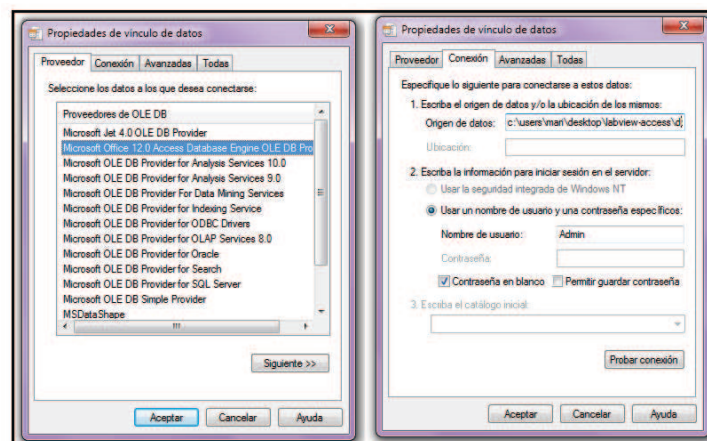 Propiedades de vínculo de datos
Proveedor Conexión Avanzadas Todas
Seleccione los datos a los que desea conectarse:
Proveedores de OLE DB
Microsoft Jet 4.0 OLE DB Provider
Microsoft Office 12.0 Access Database Engine OLE DB Pro
Microsoft OLE DB Provider for Analysis Services 10.0
Microsoft OLE DB Provider for Analysis Services 9.0
Microsoft OLE DB Provider For Data Mining Services
Microsoft OLE DB Provider for Indexing Service
Microsoft OLE DB Provider for ODBC Drivers
Microsoft OLE DB Provider for OLAP Services 8.0
Microsoft OLE DB Provider for Oracle
Microsoft OLE DB Provider for Search
Microsoft OLE DB Provider for SQL Server
Microsoft OLE DB Simple Provider
MSDataShape
Siguiente >>
Aceptar Cancelar Ayuda
Propiedades de vínculo de datos
Proveedor Conexión Avanzadas Todas
Especifique lo siguiente para conectarse a estos datos:
1. Escriba el origen de datos y/o la ubicación de los mismos:
Origen de datos: c:\users\mari\desktop\labview-access\d
Ubicación:
2. Escriba la información para iniciar sesión en el servidor:
Usar la seguridad integrada de Windows NT
Usar un nombre de usuario y una contraseña específicos:
Nombre de usuario: Admin
Contraseña:
Contraseña en blanco Permitir guardar contraseña
3. Escriba el catálogo inicial:
Probar conexión
Aceptar Cancelar Ayuda